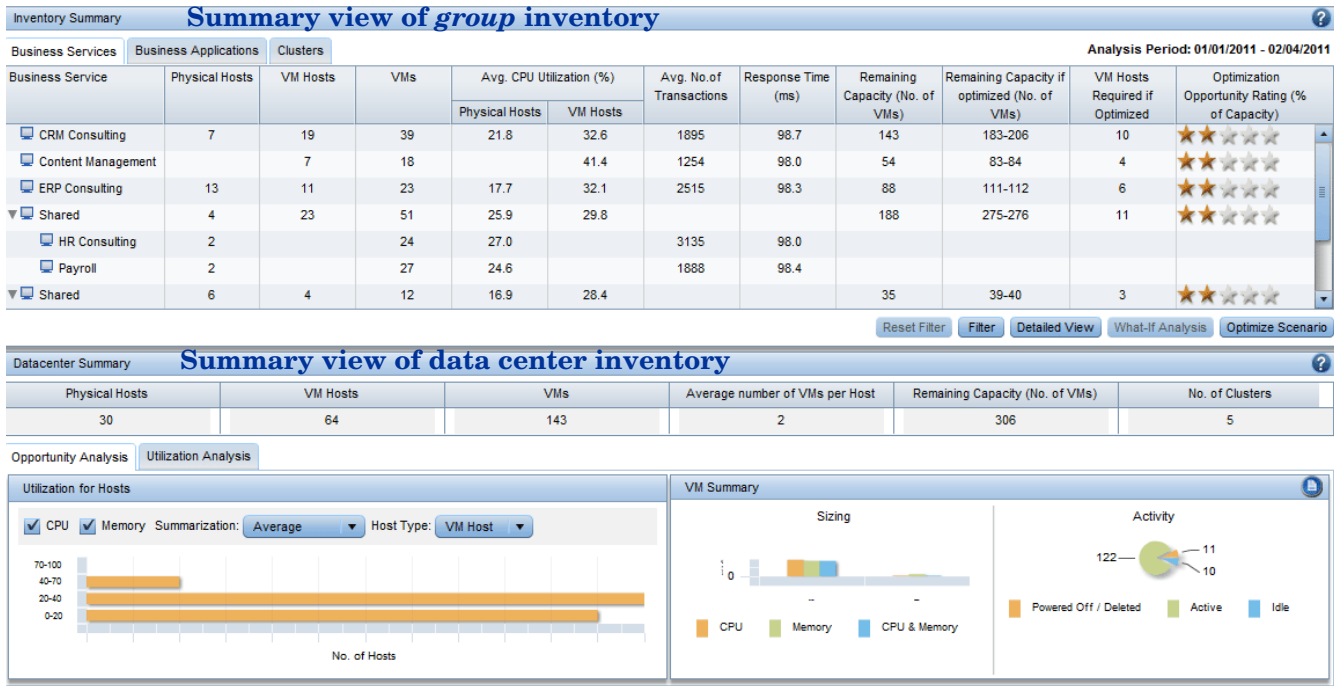 Inventory Summary Summary view of group inventory
Business Services Business Applications Clusters Analysis Period: 01/01/2011 - 02/04/2011
Business Service Physical Hosts VM Hosts VMs Avg. CPU Utilization (%) Avg. No.of Transactions Response Time (ms) Remaining Capacity (No. of VMs) Remaining Capacity if optimized (No. of VMs) VM Hosts Required if Optimized Optimization Opportunity Rating (% of Capacity)
Physical Hosts VM Hosts
CRM Consulting 7 19 39 21.8 32.6 1895 98.7 143 183-206 10
Content Management 7 18 41.4 1254 98.0 54 83-84 4
ERP Consulting 13 11 23 17.7 32.1 2515 98.3 88 111-112 6
Shared 4 23 51 25.9 29.8 188 275-276 11
HR Consulting 2 24 27.0 3135 98.0
Payroll 2 27 24.6 1888 98.4
Shared 6 4 12 16.9 28.4 35 39-40 3
Reset Filter Filter Detailed View What-If Analysis Optimize Scenario
Datacenter Summary Summary view of data center inventory
Physical Hosts VM Hosts VMs Average number of VMs per Host Remaining Capacity (No. of VMs) No. of Clusters
30 64 143 2 306 5
Opportunity Analysis Utilization Analysis
Utilization for Hosts
CPU Memory Summarization: Average Host Type: VM Host
70-100
40-70
20-40
0-20
No. of Hosts
VM Summary
Sizing
0
CPU Memory CPU & Memory
Activity
122 11
10
Powered Off / Deleted Active Idle